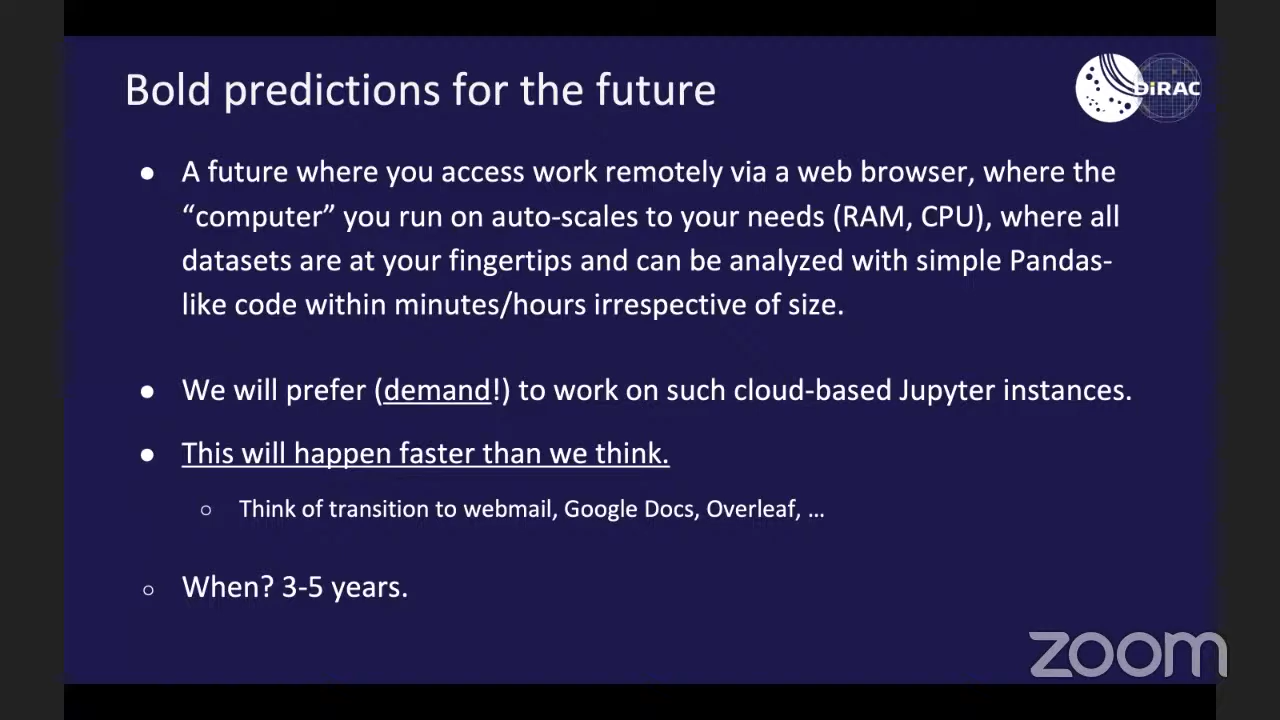 Bold predictions for the future
DiRAC
● A future where you access work remotely via a web browser, where the
“computer” you run on auto-scales to your needs (RAM, CPU), where all
datasets are at your fingertips and can be analyzed with simple Pandas-
like code within minutes/hours irrespective of size.
● We will prefer (demand!) to work on such cloud-based Jupyter instances.
● This will happen faster than we think.
○ Think of transition to webmail, Google Docs, Overleaf, ...
○ When? 3-5 years.
zoom